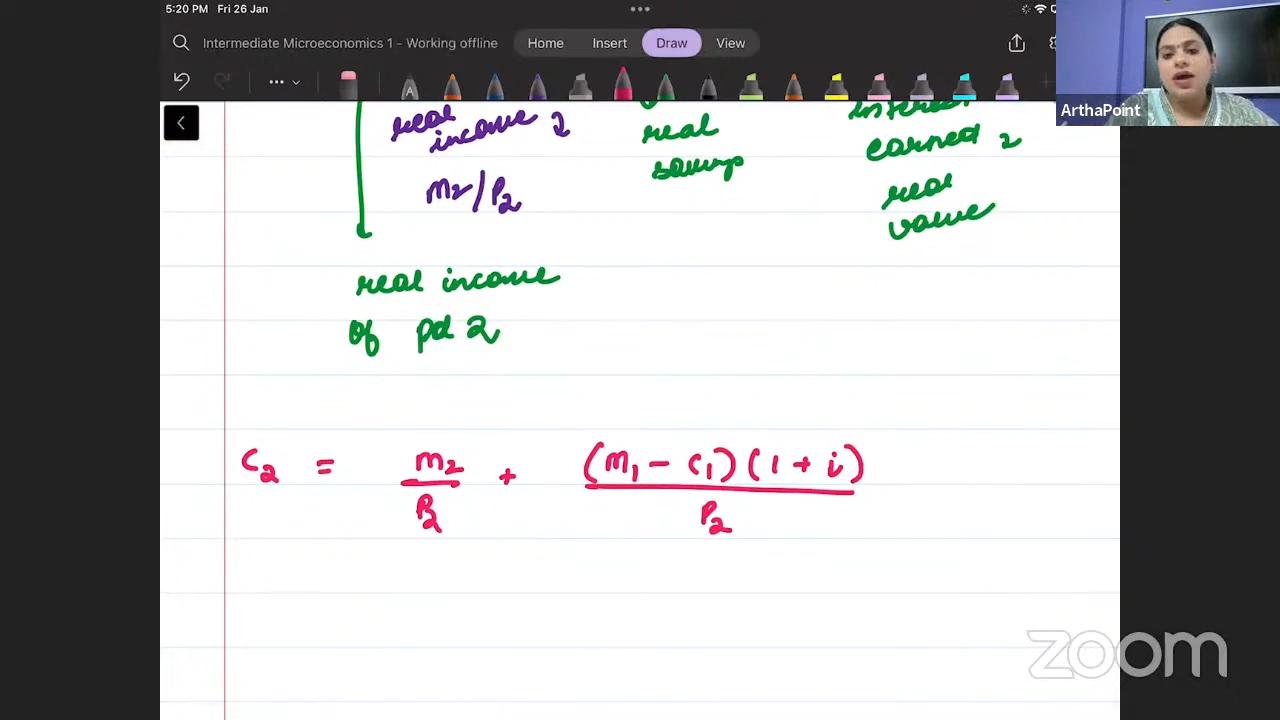 5:20 PM Fri 26 Jan
Intermediate Microeconomics 1 - Working offline
Home
Insert
Draw
View
ArthaPoint
A
real income 2
m2/P2
real
savings
earned 2
real
value
real income
of pd 2
C2 = m2/P2 + (m1 - c1)(1 + i)/P2
zoom